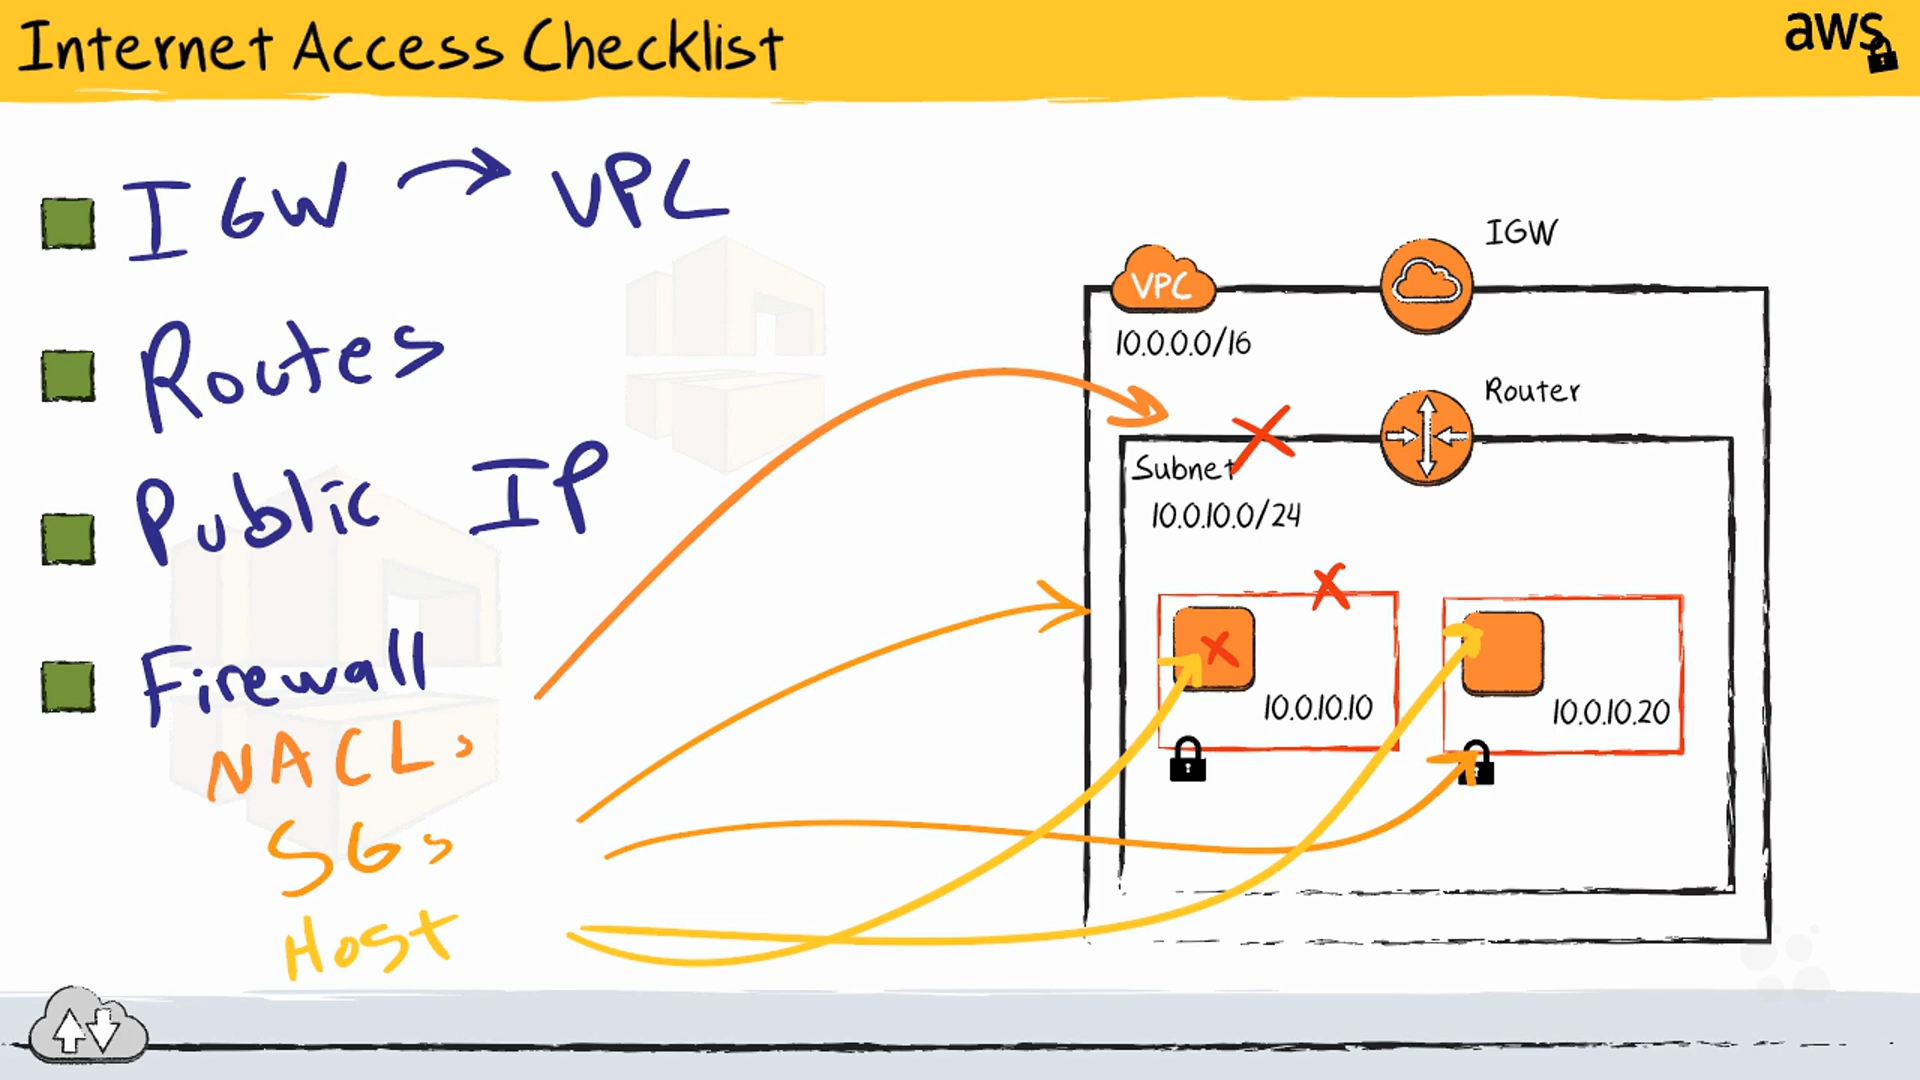 Internet Access Checklist
aws
IGW → VPC
Routes
Public IP
Firewall
NACLs
SGs
Host
IGW
VPC
10.0.0.0/16
Router
Subnet
10.0.10.0/24
10.0.10.10
10.0.10.20